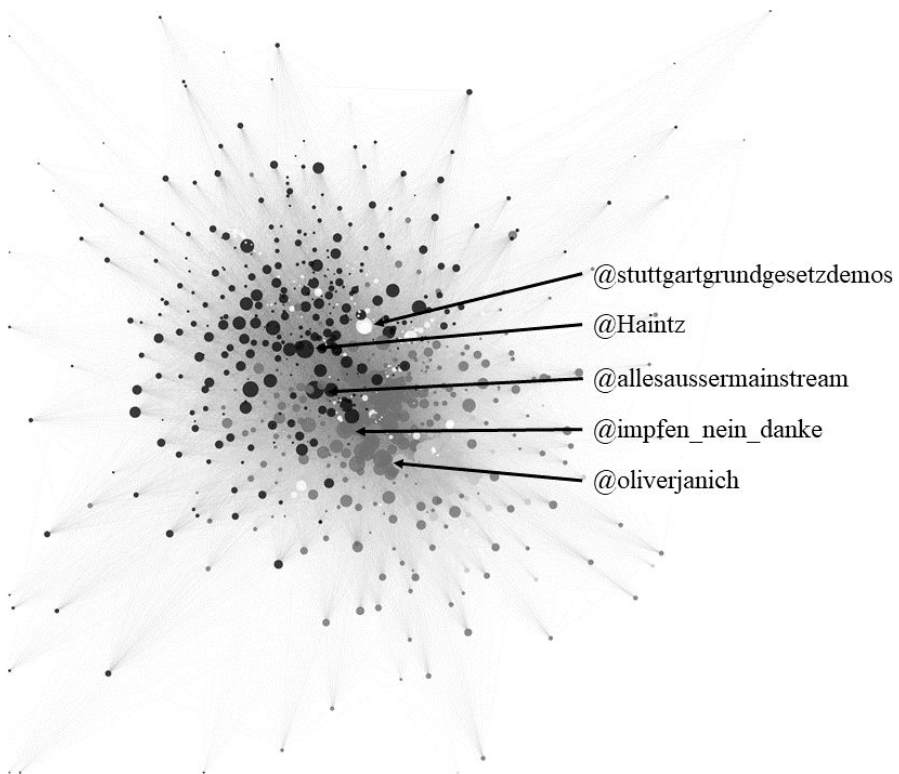 @stuttgartgrundgesetzdemos
@Haintz
@allesaussermainstream
@impfen_nein_danke
@oliverjanich